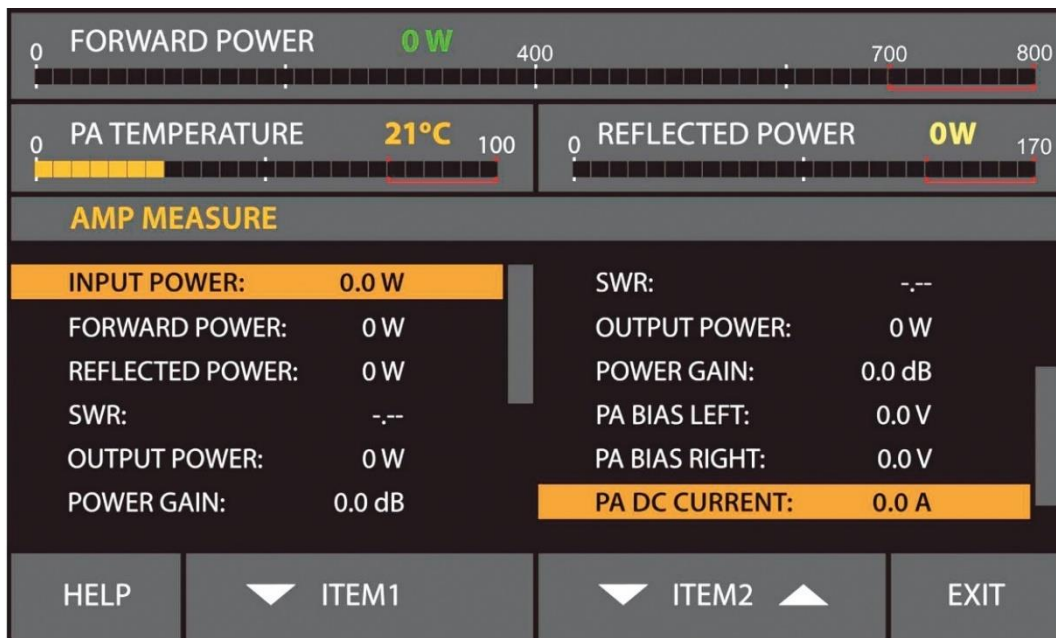 FORWARD POWER 0 W
0 400 700 800
PA TEMPERATURE 21°C
0 100
REFLECTED POWER 0W
0 170
AMP MEASURE
INPUT POWER: 0.0 W
FORWARD POWER: 0 W
REFLECTED POWER: 0 W
SWR: -.--
OUTPUT POWER: 0 W
POWER GAIN: 0.0 dB
SWR: -.--
OUTPUT POWER: 0 W
POWER GAIN: 0.0 dB
PA BIAS LEFT: 0.0 V
PA BIAS RIGHT: 0.0 V
PA DC CURRENT: 0.0 A
HELP
ITEM1
ITEM2
EXIT